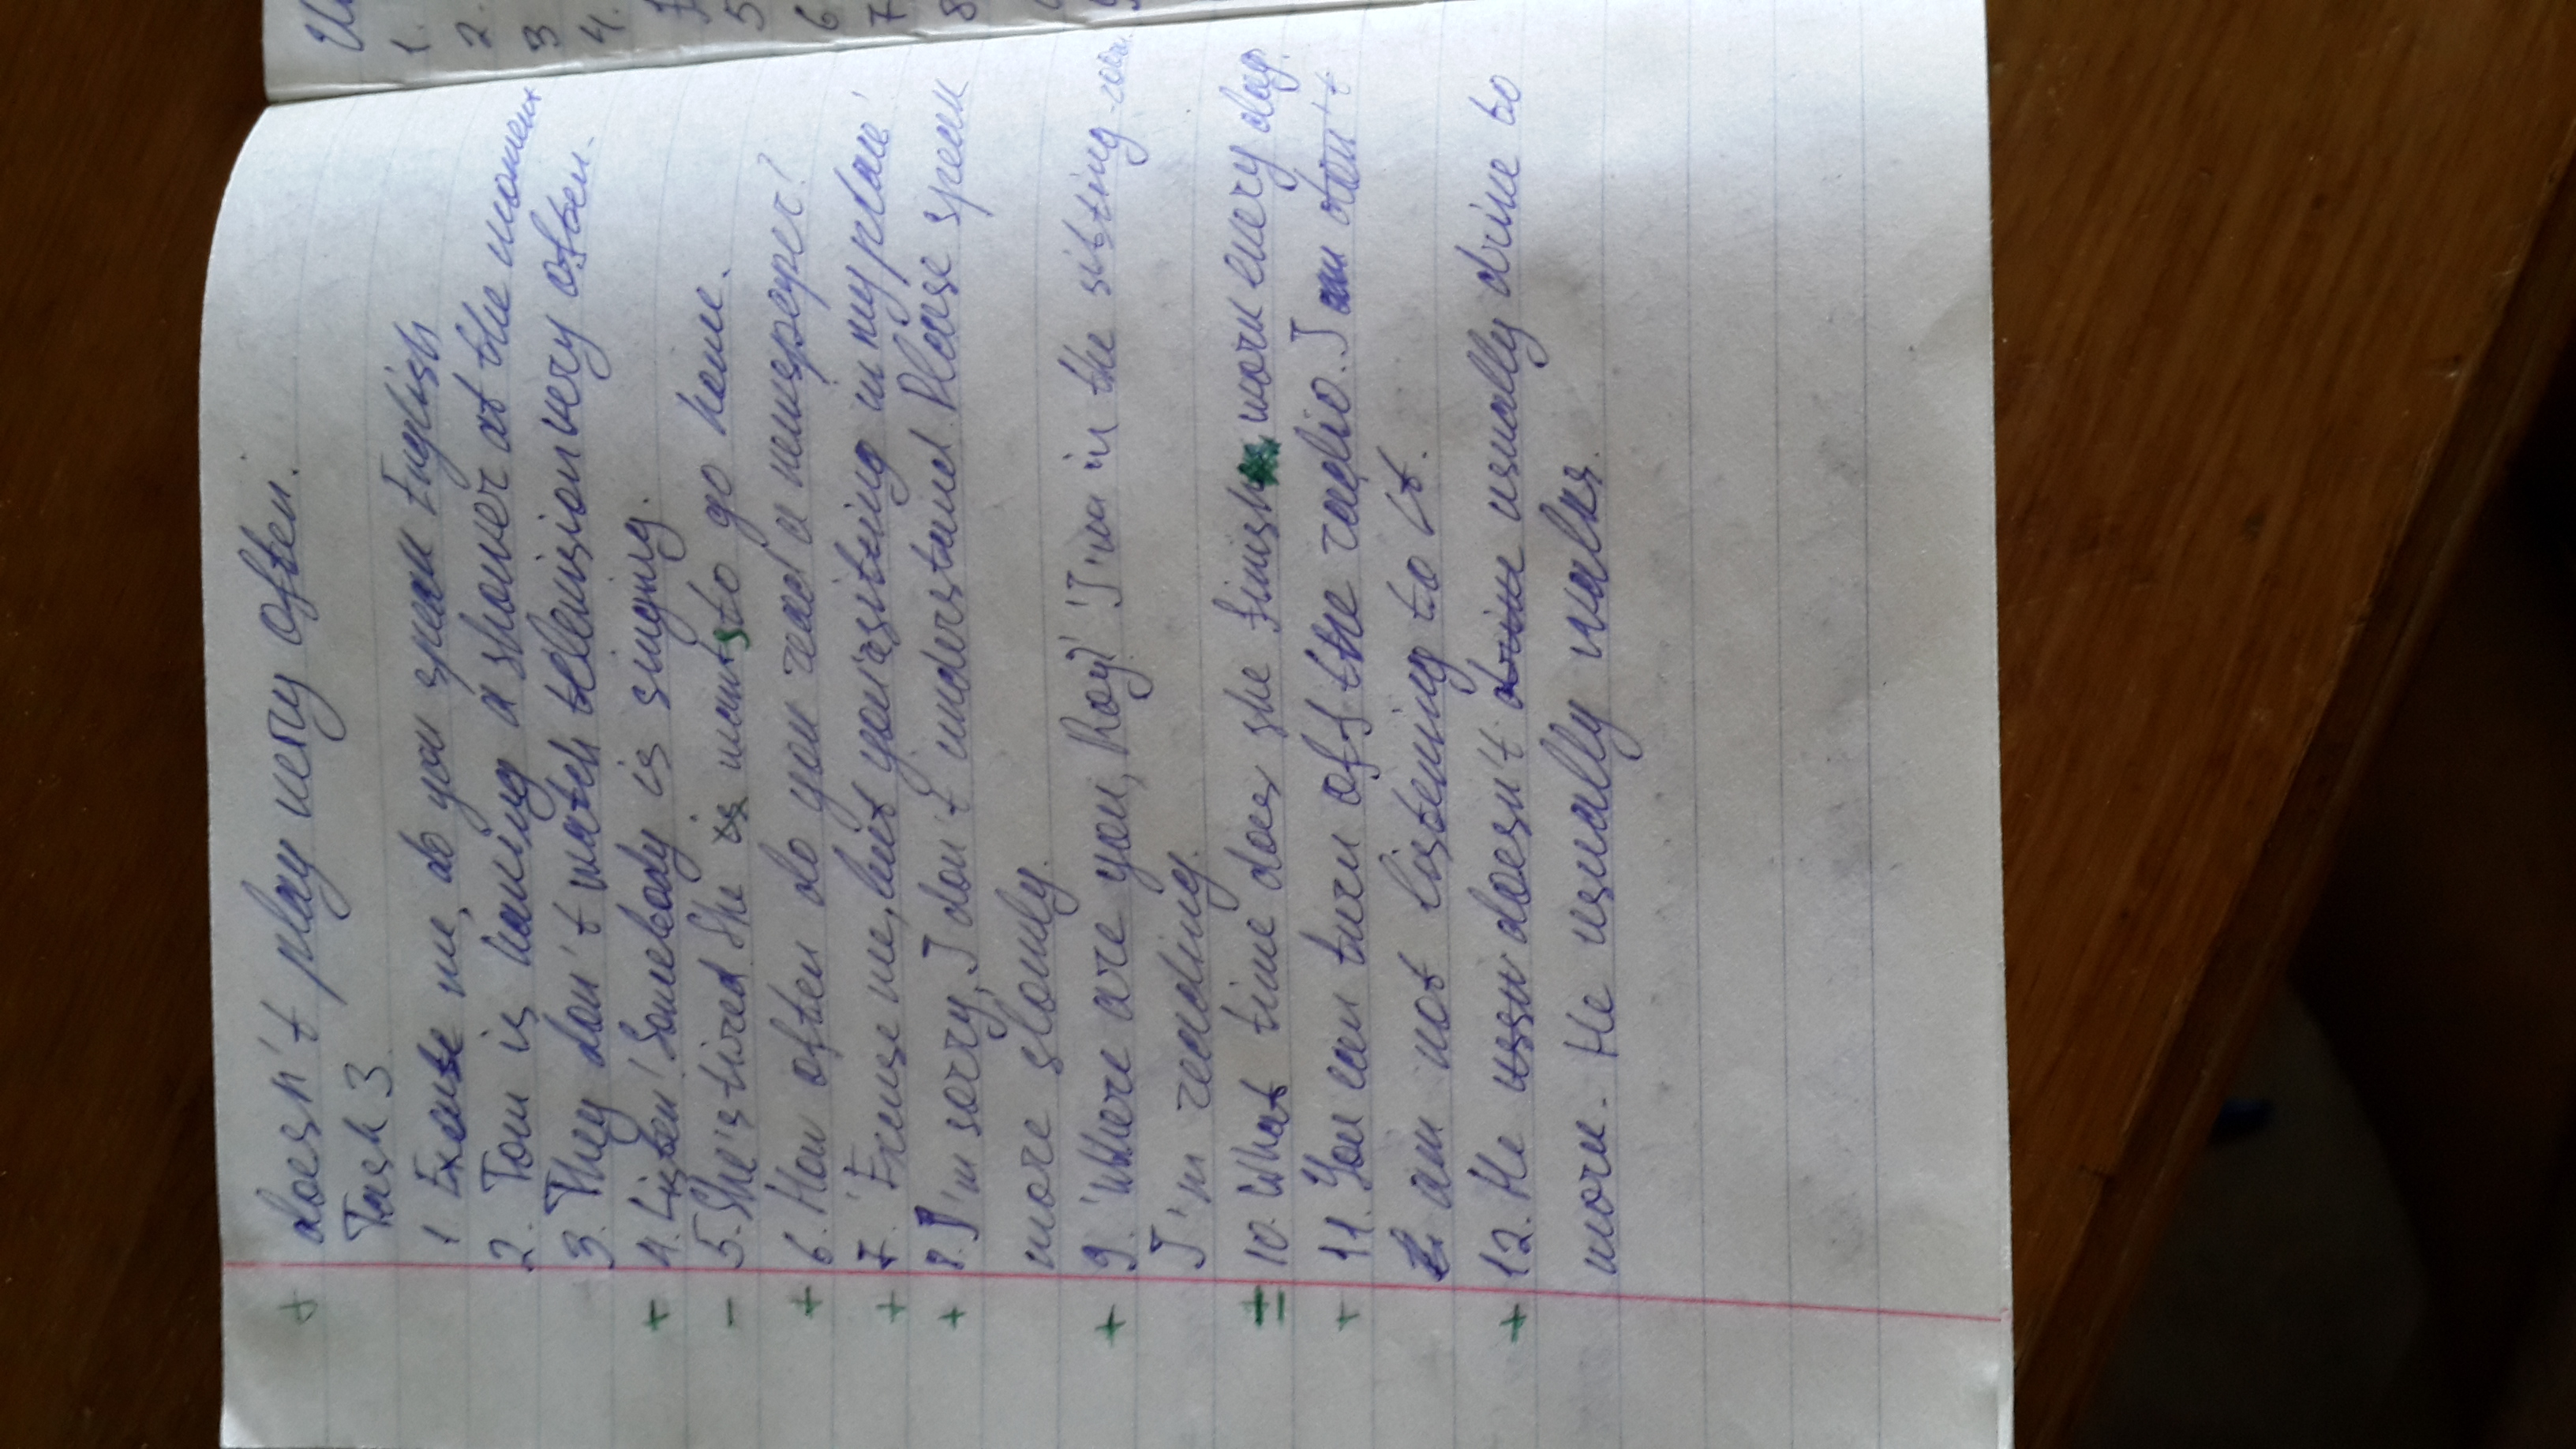 + doesn't play very often.
Task 3.
1 Excuse me, do you speak English
2. Tom is having a shower at the moment
3. They don't watch television very often.
+ 4. Listen! Somebody is singing.
- 5. She's tired. She is wants to go home.
+ 6. How often do you read a newspaper?
+ 7. 'Excuse me, but you're sitting in my place'
+ 8. I'm sorry, I don't understand. Please speak
more slowly.
+ 9. 'Where are you, Roy?' 'I'm in the sitting-room.
I'm reading.
10. What time does she finish work every day?
+ 11. You can turn off the radio. I am don't
am not listening to it.
+ 12. He doesn't drive usually drive to
work. He usually walks.
1.
2.
3
4.
5
6
7
8